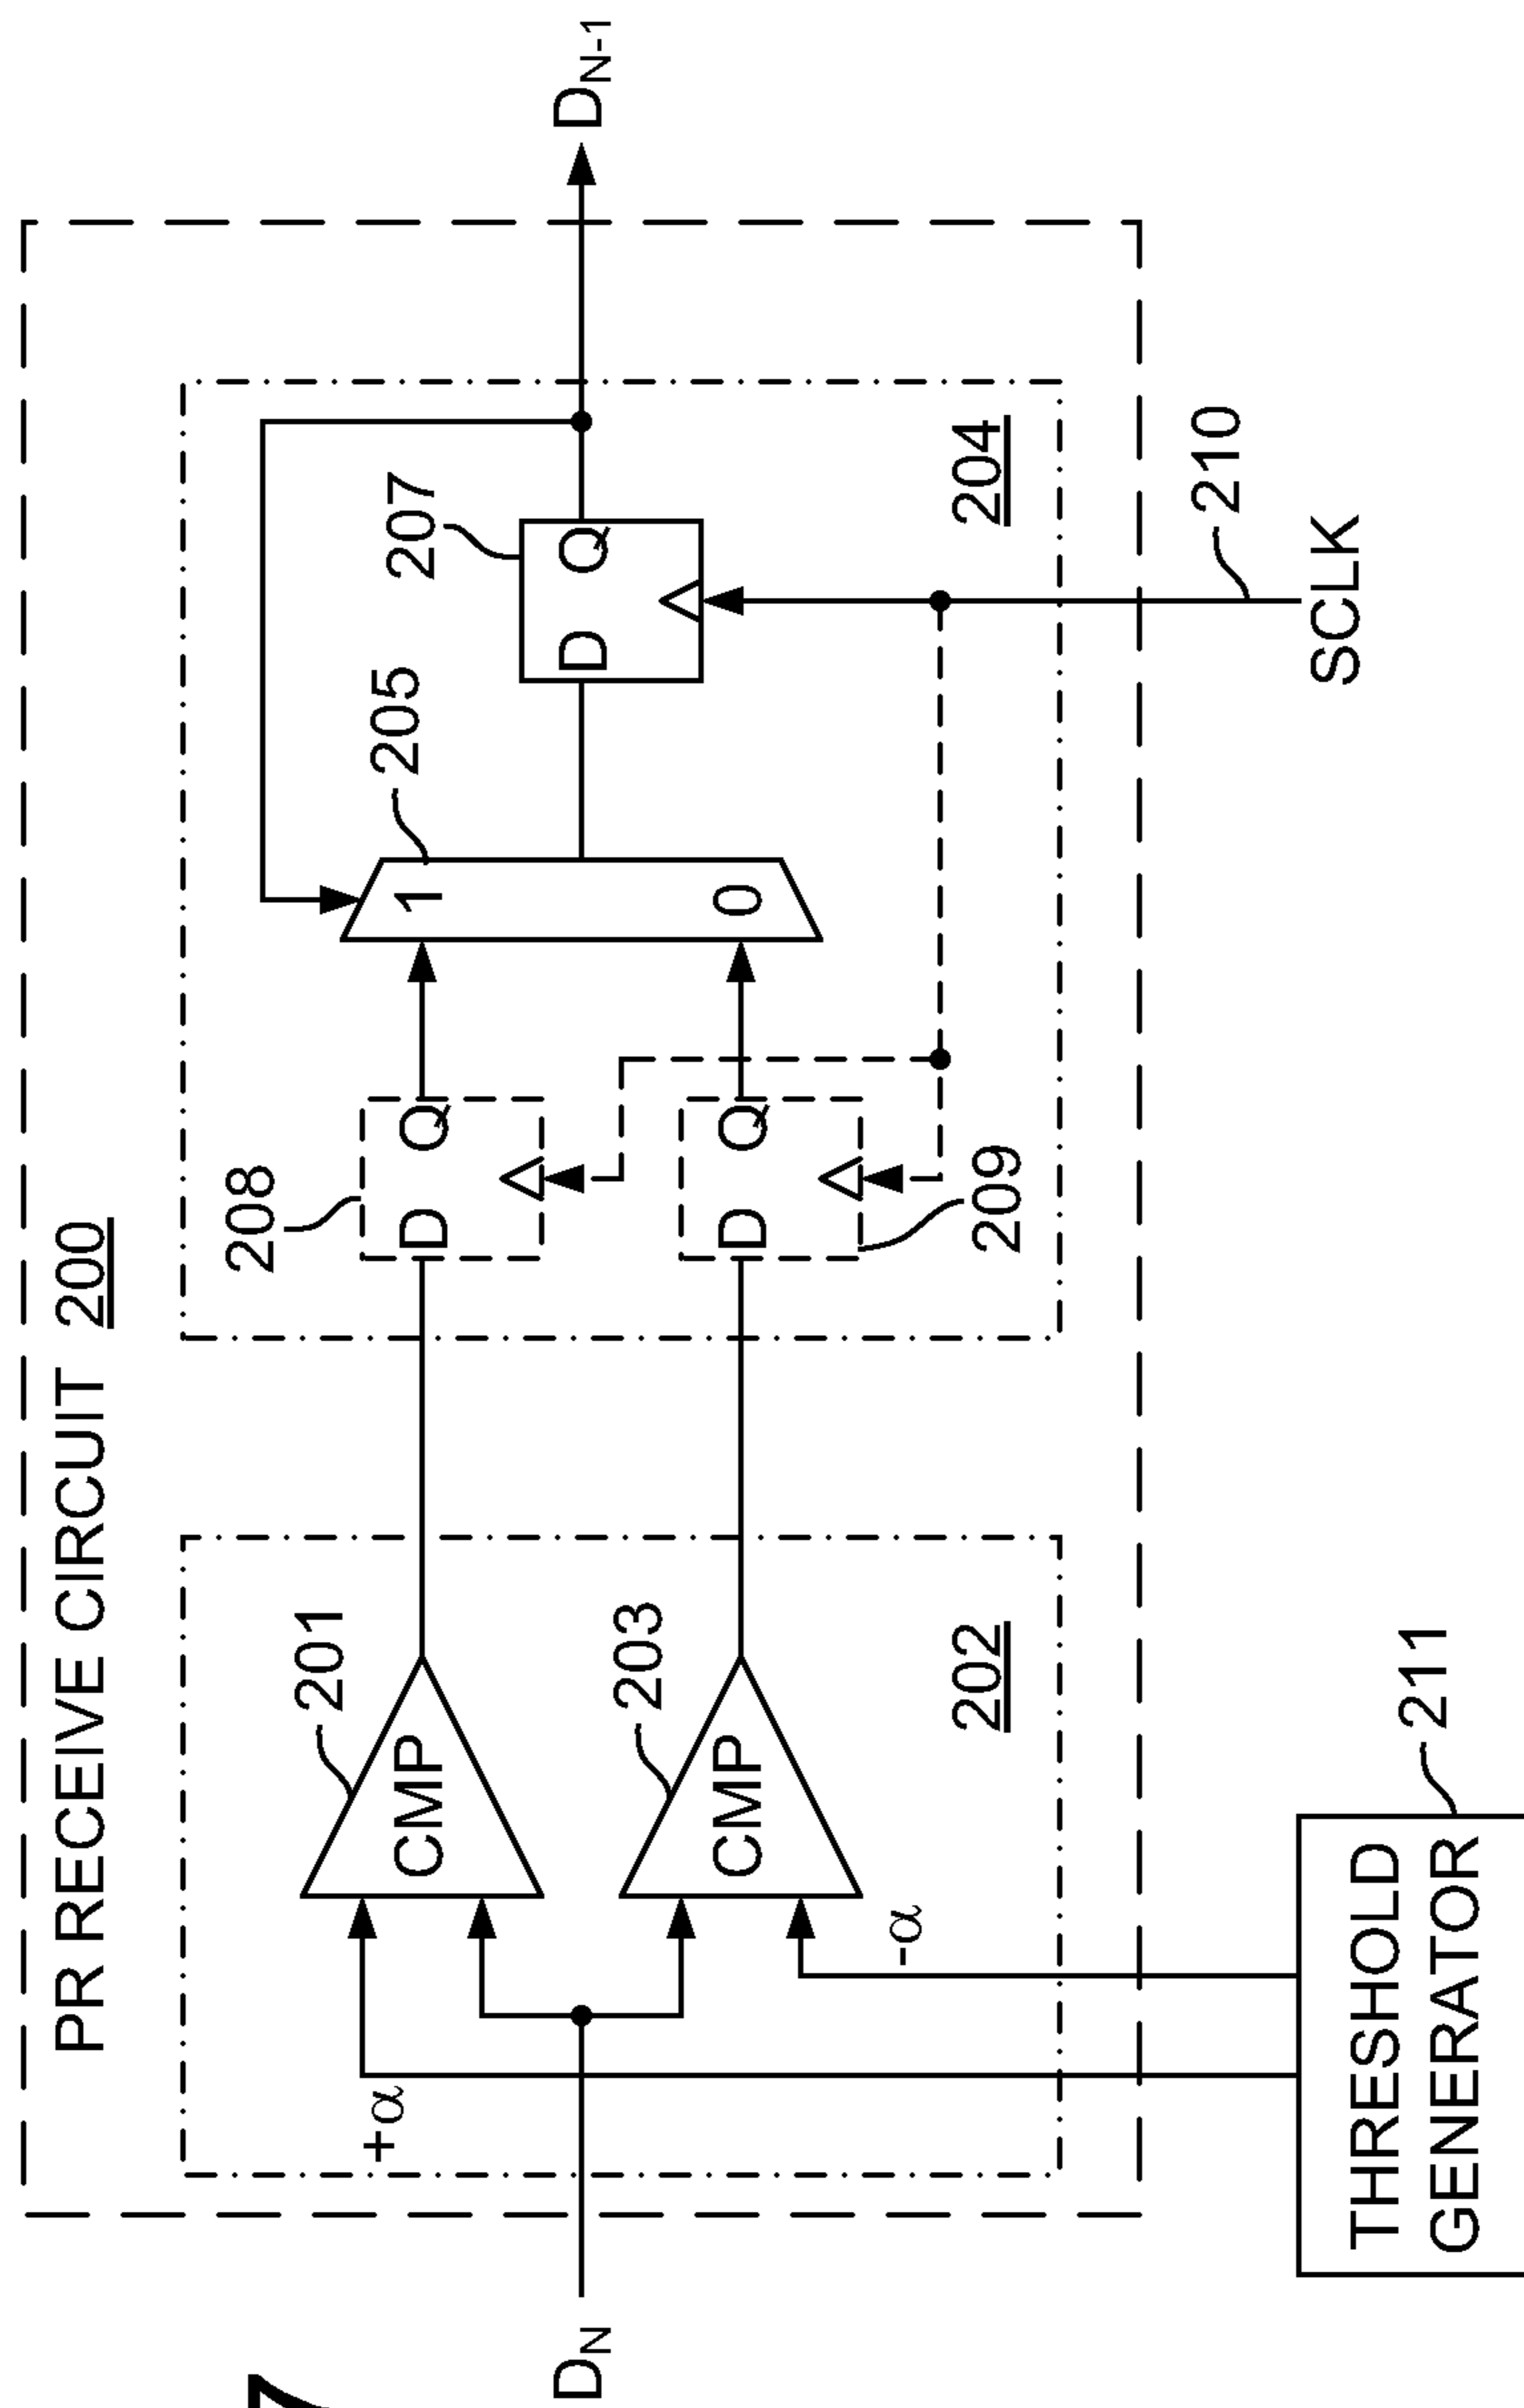 PR RECEIVE CIRCUIT 200
201
+α
CMP
203
CMP
-α
202
208
D Q
D Q
209
205
1
0
207
D Q
204
D_N
D_{N-1}
210
SCLK
211
THRESHOLD
GENERATOR
7